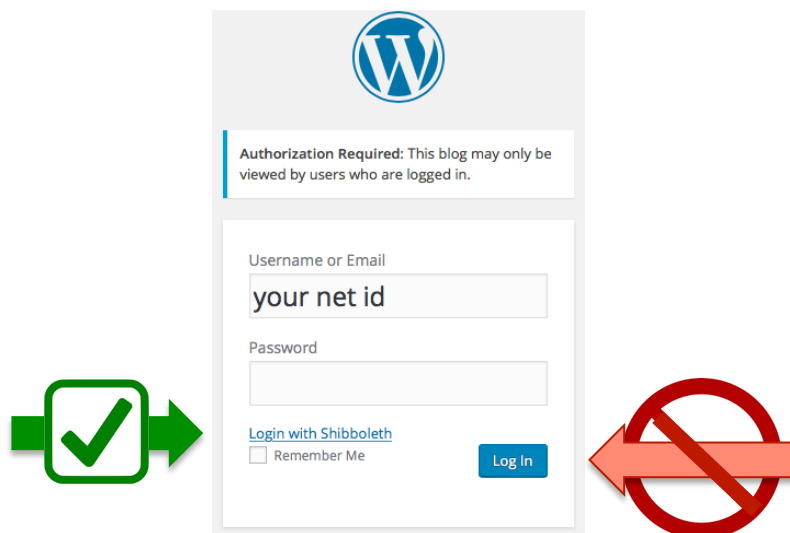 Authorization Required: This blog may only be
viewed by users who are logged in.
Username or Email
your net id
Password
Login with Shibboleth
Remember Me
Log In